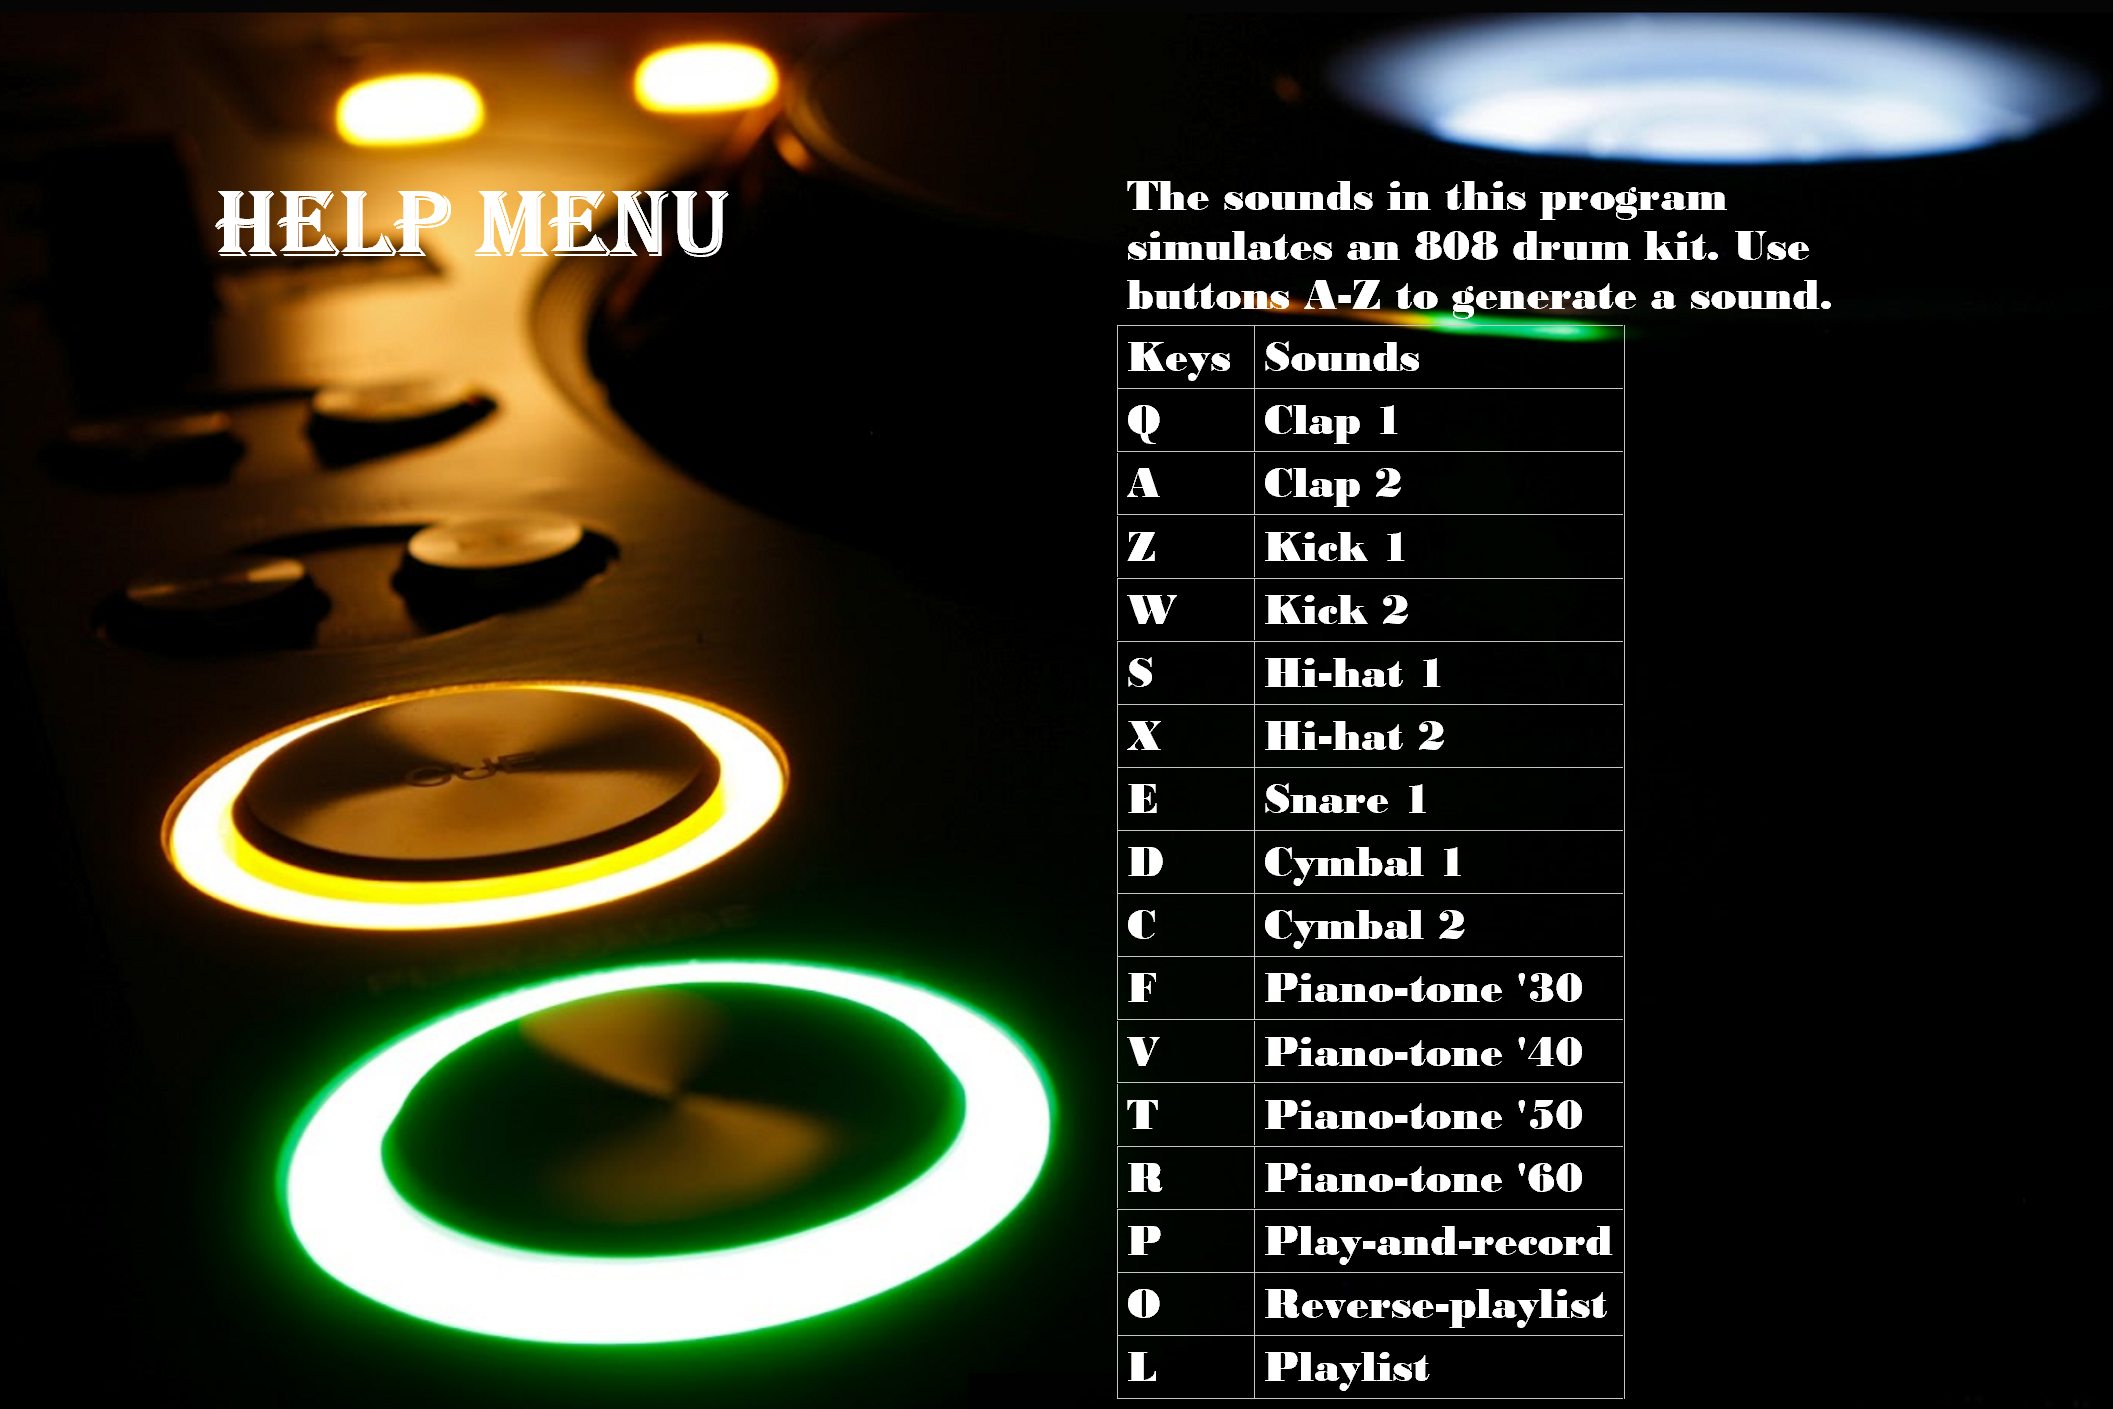 HELP MENU
The sounds in this program
simulates an 808 drum kit. Use
buttons A-Z to generate a sound.
Keys Sounds
Q Clap 1
A Clap 2
Z Kick 1
W Kick 2
S Hi-hat 1
X Hi-hat 2
E Snare 1
D Cymbal 1
C Cymbal 2
F Piano-tone '30
V Piano-tone '40
T Piano-tone '50
R Piano-tone '60
P Play-and-record
O Reverse-playlist
L Playlist
CUE